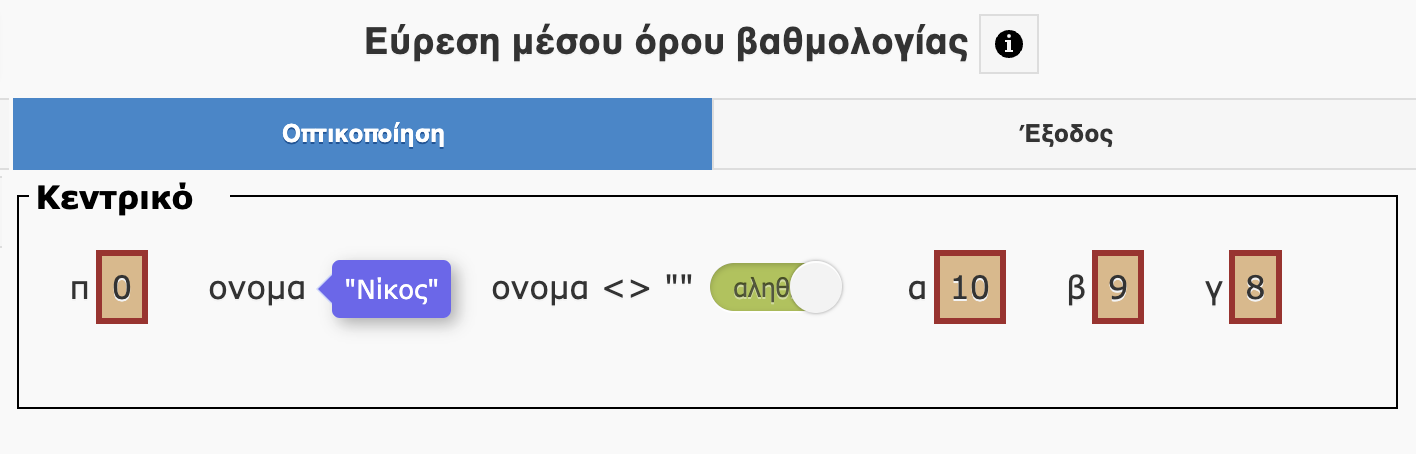 Εύρεση μέσου όρου βαθμολογίας
Οπτικοποίηση Έξοδος
Κεντρικό
π 0 ονομα "Νίκος" ονομα <> "" αληθ α 10 β 9 γ 8